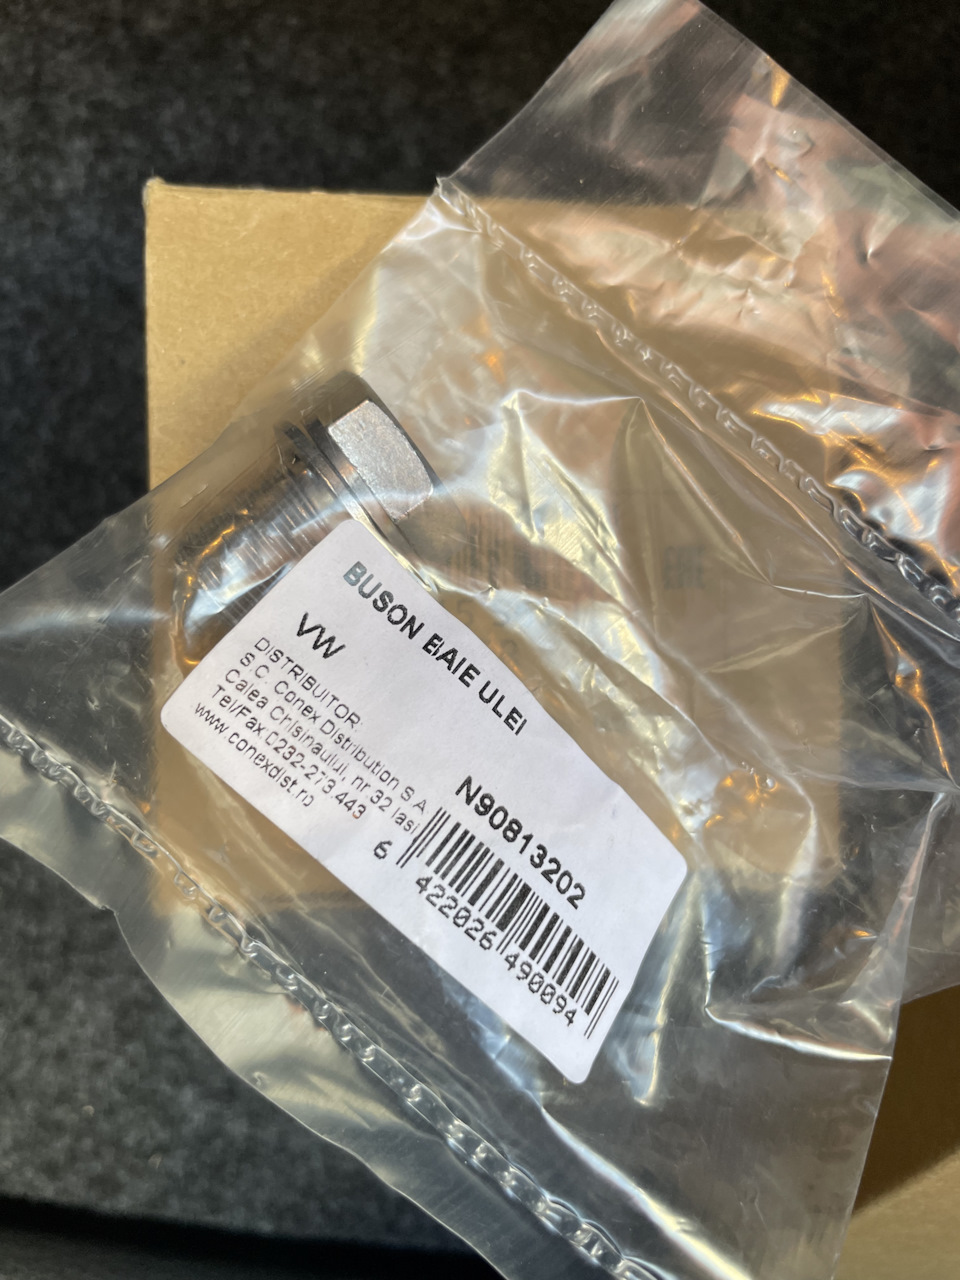 BUSON BAIE ULEI
VW
DISTRIBUITOR:
S.C. Conex Distribution S.A
Calea Chisinaului, nr 32 Iasi
Tel/Fax 0232-273.443
www.conexdist.ro
N90813202
6 422026 490094